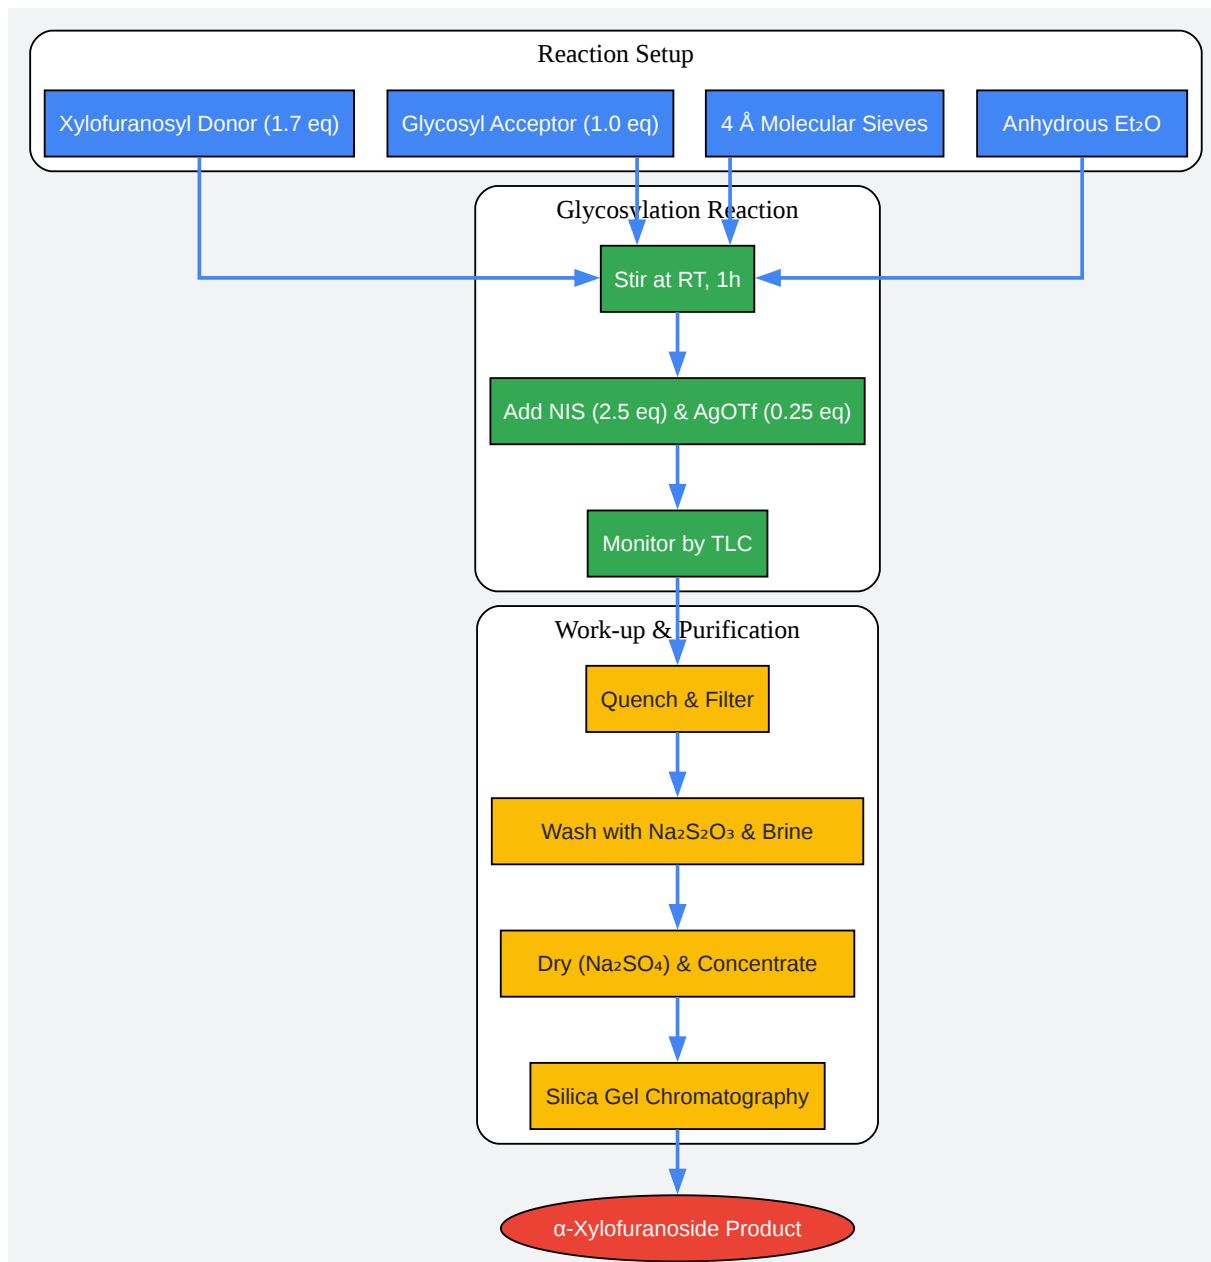 Reaction Setup
Xylofuranosyl Donor (1.7 eq)
Glycosyl Acceptor (1.0 eq)
4 Å Molecular Sieves
Anhydrous Et₂O
Glycosylation Reaction
Stir at RT, 1h
Add NIS (2.5 eq) & AgOTf (0.25 eq)
Monitor by TLC
Work-up & Purification
Quench & Filter
Wash with Na₂S₂O₃ & Brine
Dry (Na₂SO₄) & Concentrate
Silica Gel Chromatography
α-Xylofuranoside Product